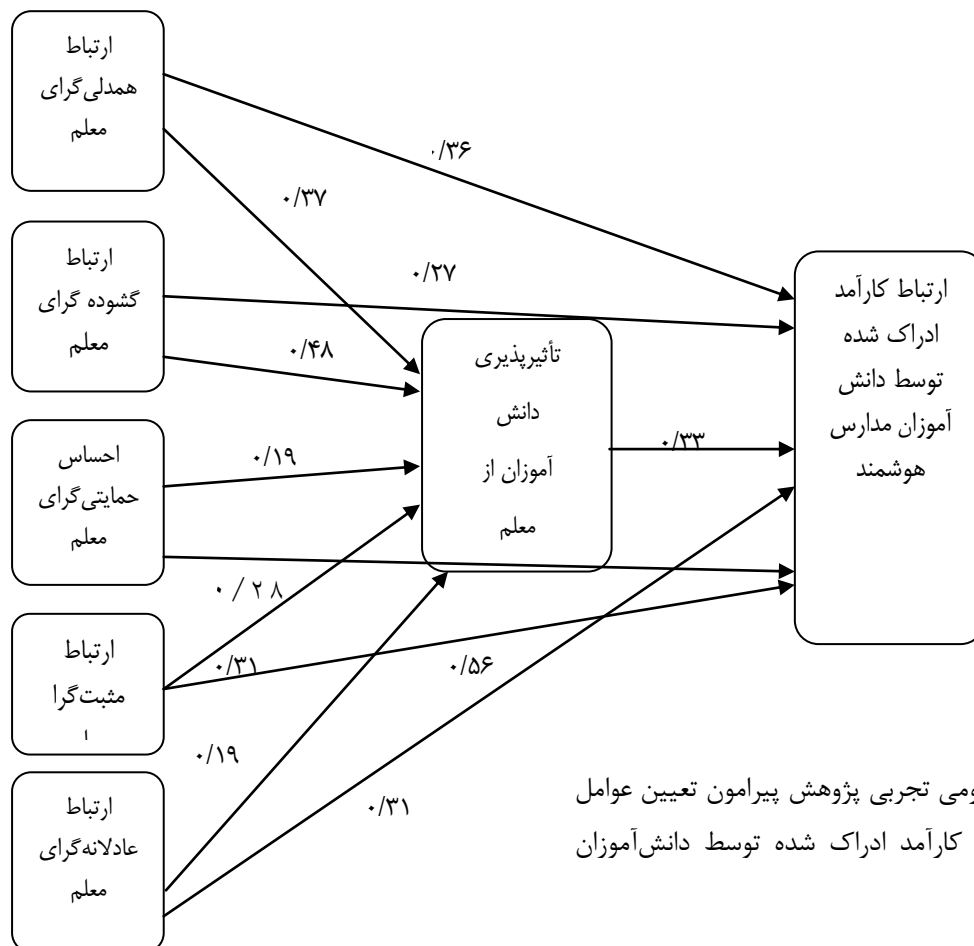 ارتباط
همدلی‌گرای
معلم
ارتباط
گشوده گرای
معلم
احساس
حمایتی‌گرای
معلم
ارتباط
مثبت‌گرا
ارتباط
عادلانه‌گرای
معلم
تأثیرپذیری
دانش
آموزان از
معلم
ارتباط کارآمد
ادراک شده
توسط دانش
آموزان مدارس
هوشمند
۰/۳۶
۰/۳۷
۰/۲۷
۰/۴۸
۰/۱۹
۰/۳۳
۰/۲۸
۰/۳۱
۰/۵۶
۰/۱۹
۰/۳۱
ومی تجربی پژوهش پیرامون تعیین عوامل
کارآمد ادراک شده توسط دانش‌آموزان